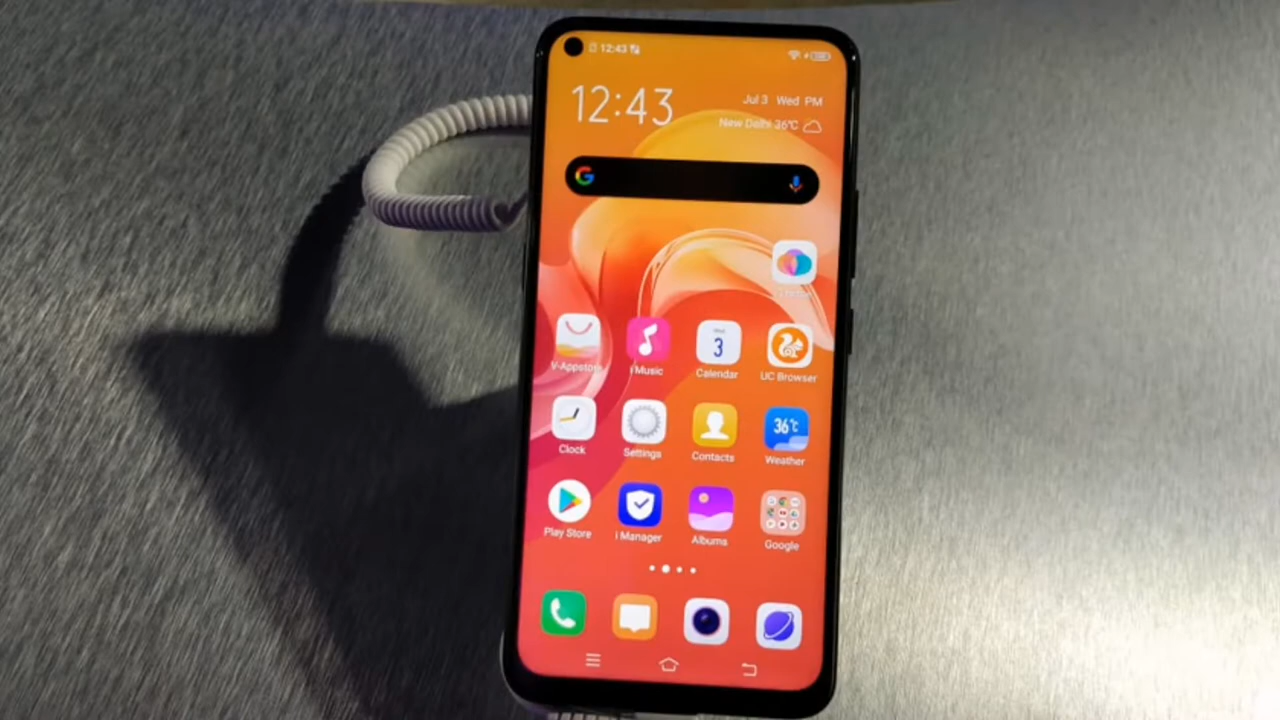 12:43
12:43
Jul 3 Wed PM
New Delhi 36°C
V-Appstore
i Music
Wed
3
Calendar
UC Browser
Clock
Settings
Contacts
36°c
Weather
Play Store
i Manager
Albums
Google